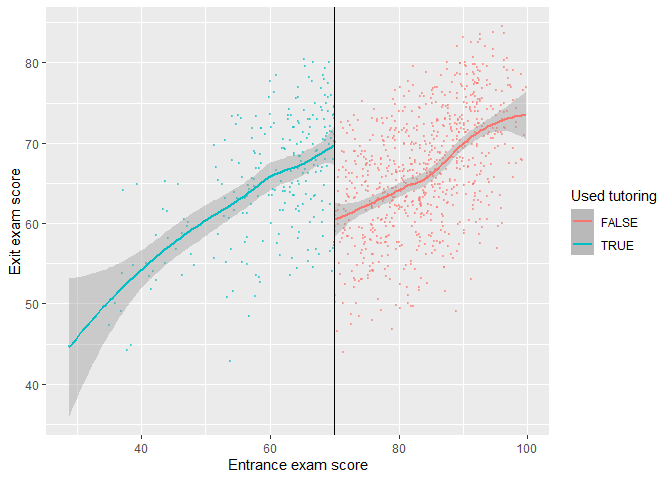 80
70
60
50
40
Exit exam score
40 60 80 100
Entrance exam score
Used tutoring
FALSE
TRUE